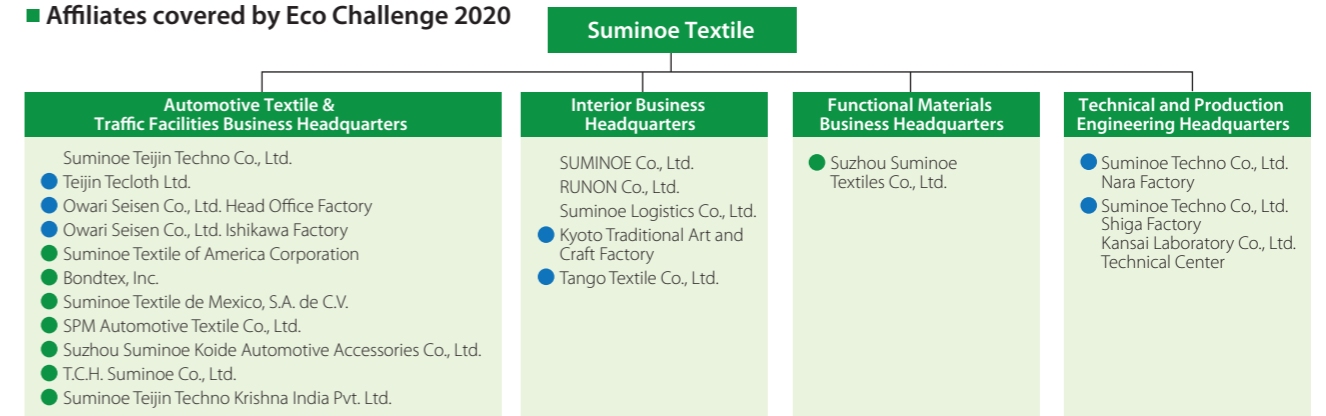 Affiliates covered by Eco Challenge 2020
Suminoe Textile
Automotive Textile &
Traffic Facilities Business Headquarters
Suminoe Teijin Techno Co., Ltd.
Teijin Tecloth Ltd.
Owari Seisen Co., Ltd. Head Office Factory
Owari Seisen Co., Ltd. Ishikawa Factory
Suminoe Textile of America Corporation
Bondtex, Inc.
Suminoe Textile de Mexico, S.A. de C.V.
SPM Automotive Textile Co., Ltd.
Suzhou Suminoe Koide Automotive Accessories Co., Ltd.
T.C.H. Suminoe Co., Ltd.
Suminoe Teijin Techno Krishna India Pvt. Ltd.
Interior Business
Headquarters
SUMINOE Co., Ltd.
RUNON Co., Ltd.
Suminoe Logistics Co., Ltd.
Kyoto Traditional Art and
Craft Factory
Tango Textile Co., Ltd.
Functional Materials
Business Headquarters
Suzhou Suminoe
Textiles Co., Ltd.
Technical and Production
Engineering Headquarters
Suminoe Techno Co., Ltd.
Nara Factory
Suminoe Techno Co., Ltd.
Shiga Factory
Kansai Laboratory Co., Ltd.
Technical Center